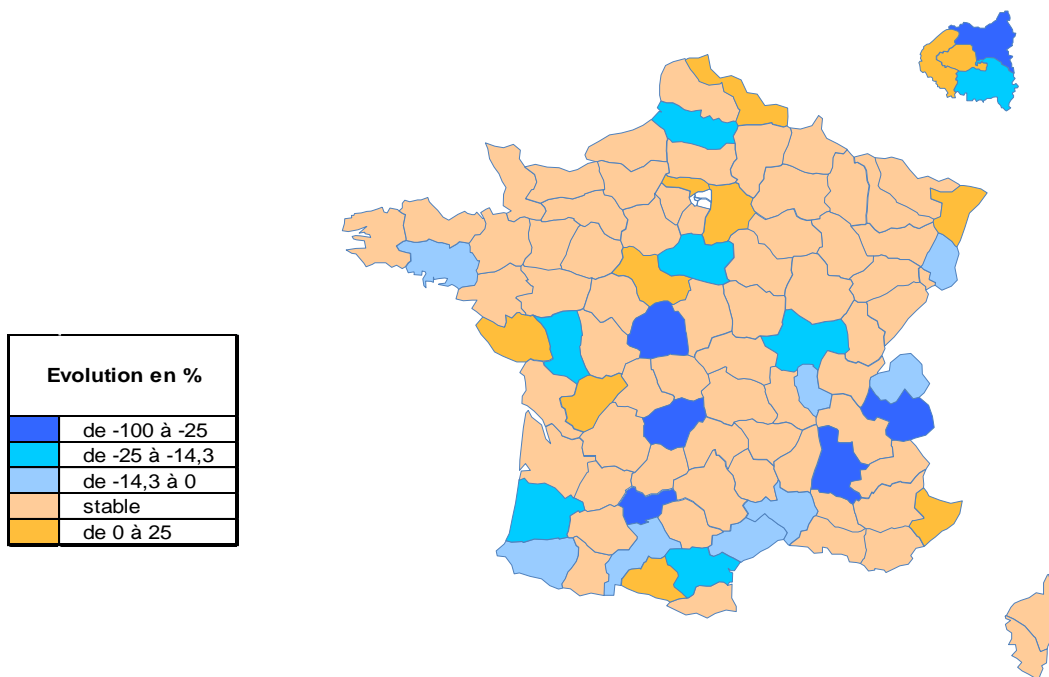 Evolution en %
de -100 à -25
de -25 à -14,3
de -14,3 à 0
stable
de 0 à 25